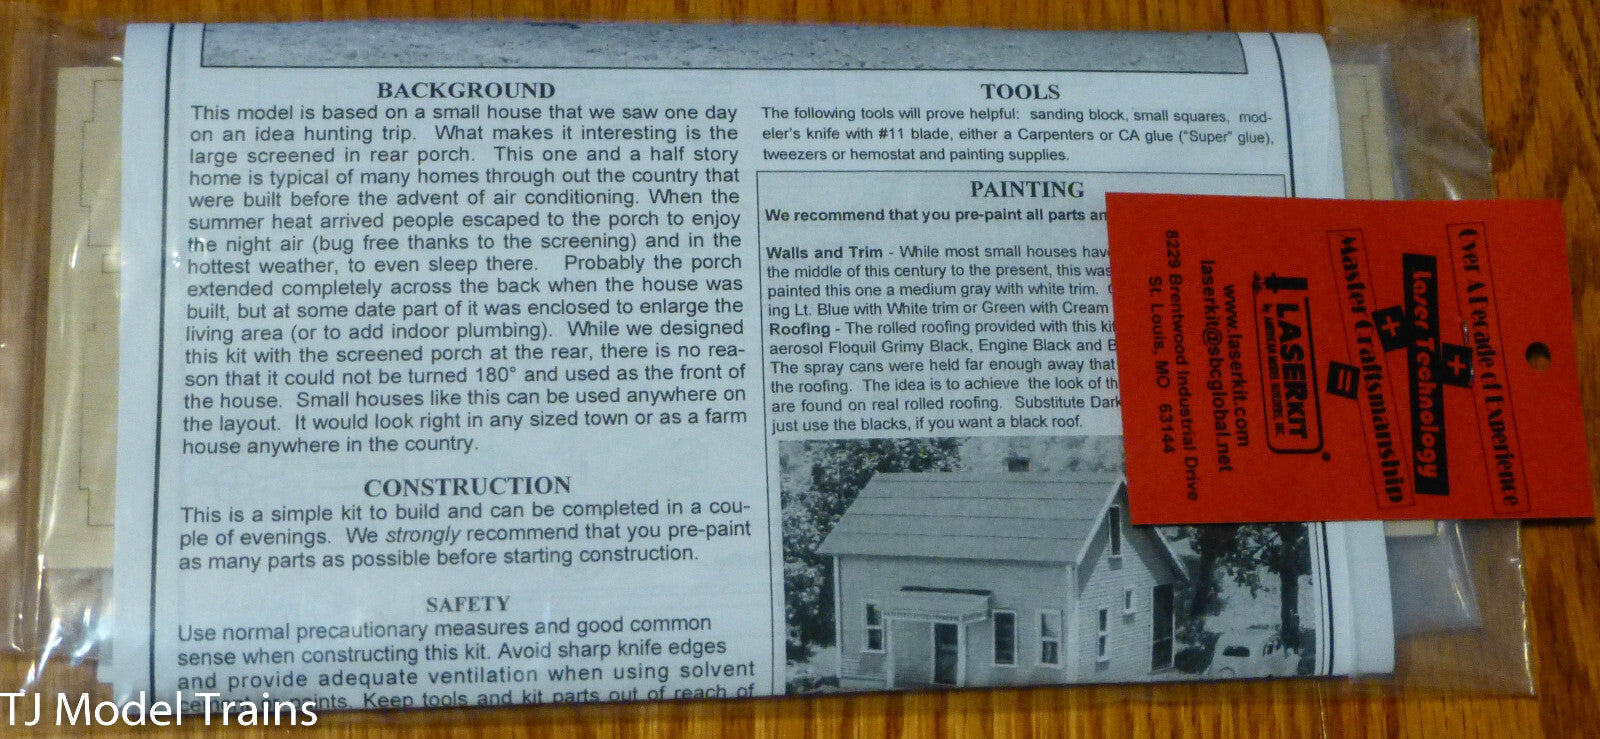 BACKGROUND
This model is based on a small house that we saw one day
on an idea hunting trip. What makes it interesting is the
large screened in rear porch. This one and a half story
home is typical of many homes through out the country that
were built before the advent of air conditioning. When the
summer heat arrived people escaped to the porch to enjoy
the night air (bug free thanks to the screening) and in the
hottest weather, to even sleep there. Probably the porch
extended completely across the back when the house was
built, but at some date part of it was enclosed to enlarge the
living area (or to add indoor plumbing). While we designed
this kit with the screened porch at the rear, there is no rea-
son that it could not be turned 180° and used as the front of
the house. Small houses like this can be used anywhere on
the layout. It would look right in any sized town or as a farm
house anywhere in the country.
CONSTRUCTION
This is a simple kit to build and can be completed in a cou-
ple of evenings. We strongly recommend that you pre-paint
as many parts as possible before starting construction.
SAFETY
Use normal precautionary measures and good common
sense when constructing this kit. Avoid sharp knife edges
and provide adequate ventilation when using solvent
Keep tools and kit parts out of reach of
TOOLS
The following tools will prove helpful: sanding block, small squares, mod-
eler's knife with #11 blade, either a Carpenters or CA glue ("Super" glue),
tweezers or hemostat and painting supplies.
PAINTING
We recommend that you pre-paint all parts
Walls and Trim - While most small houses
the middle of this century to the present, this was
painted this one a medium gray with white trim.
ing Lt. Blue with White trim or Green with Cream
Roofing - The rolled roofing provided with this kit
aerosol Floquil Grimy Black, Engine Black and
The spray cans were held far enough away that
the roofing. The idea is to achieve the look of
are found on real rolled roofing. Substitute Dark
just use the blacks, if you want a black roof.
Over A Decade of Experience
+
Laser Technology
+
Master Craftsmanship
=
LASERKIT
by AMERICAN MODEL BUILDERS, INC
www.laserkit.com
laserkit@sbcglobal.net
8229 Brentwood Industrial Drive
St. Louis, MO 63144
TJ Model Trains